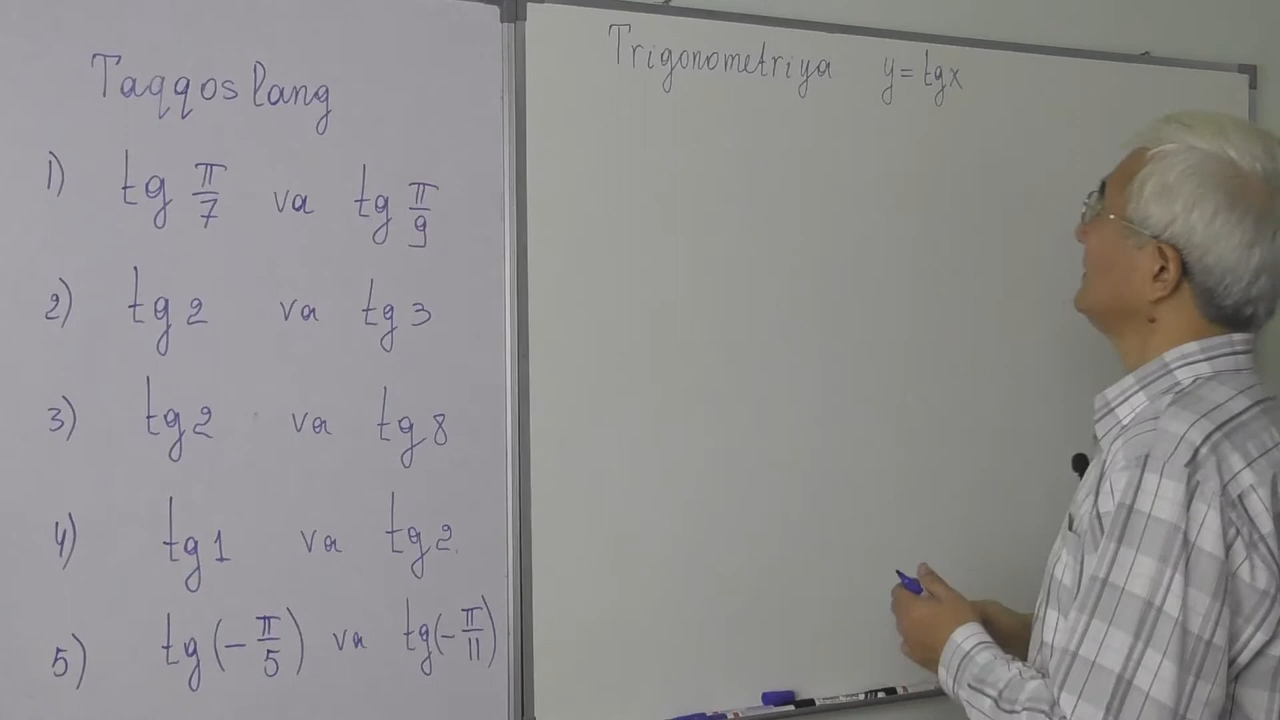 Taqqoslang
1) tg π/7 va tg π/9
2) tg 2 va tg 3
3) tg 2 va tg 8
4) tg 1 va tg 2.
5) tg(-π/5) va tg(-π/11)
Trigonometriya y = tgx